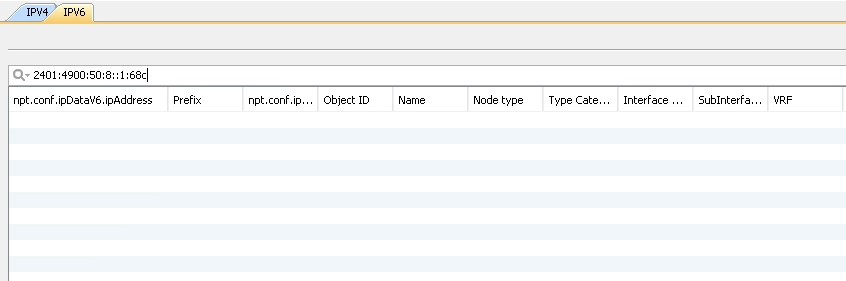 IPV4 IPV6
2401:4900:50:8::1:68c
npt.conf.ipDataV6.ipAddress Prefix npt.conf.ip... Object ID Name Node type Type Cate... Interface ... SubInterfa... VRF